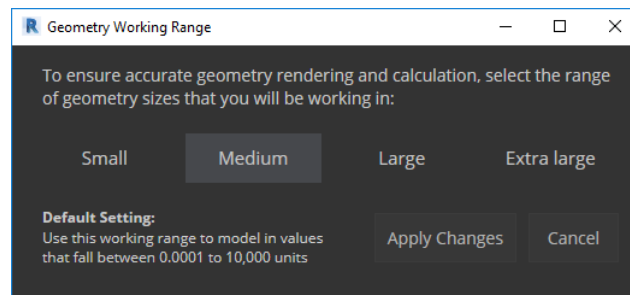 R Geometry Working Range
To ensure accurate geometry rendering and calculation, select the range
of geometry sizes that you will be working in:
Small Medium Large Extra large
Default Setting:
Use this working range to model in values
that fall between 0.0001 to 10,000 units
Apply Changes Cancel